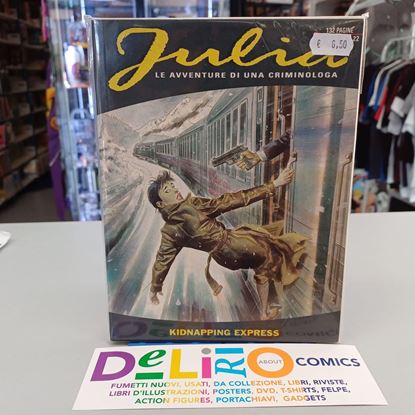 Julia
132 PAGINE
€ 6,50
LE AVVENTURE DI UNA CRIMINOLOGA
KIDNAPPING EXPRESS
DeLiRIO ABOUT COMICS
FUMETTI NUOVI, USATI, DA COLLEZIONE, LIBRI, RIVISTE,
LIBRI D'ILLUSTRAZIONI, POSTERS, DVD, T-SHIRTS, FELPE,
ACTION FIGURES, PORTACHIAVI, GADGETS